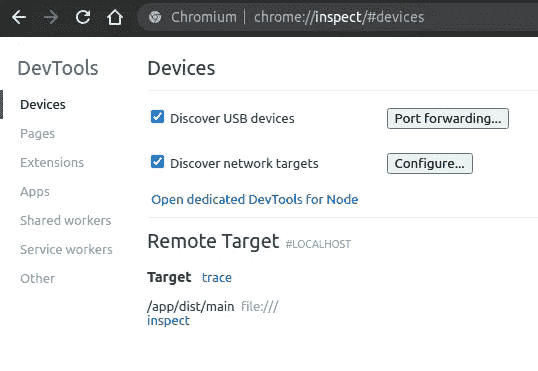 Chromium | chrome://inspect/#devices
DevTools
Devices
Pages
Extensions
Apps
Shared workers
Service workers
Other
Devices
Discover USB devices Port forwarding...
Discover network targets Configure...
Open dedicated DevTools for Node
Remote Target #LOCALHOST
Target trace
/app/dist/main file:///
inspect